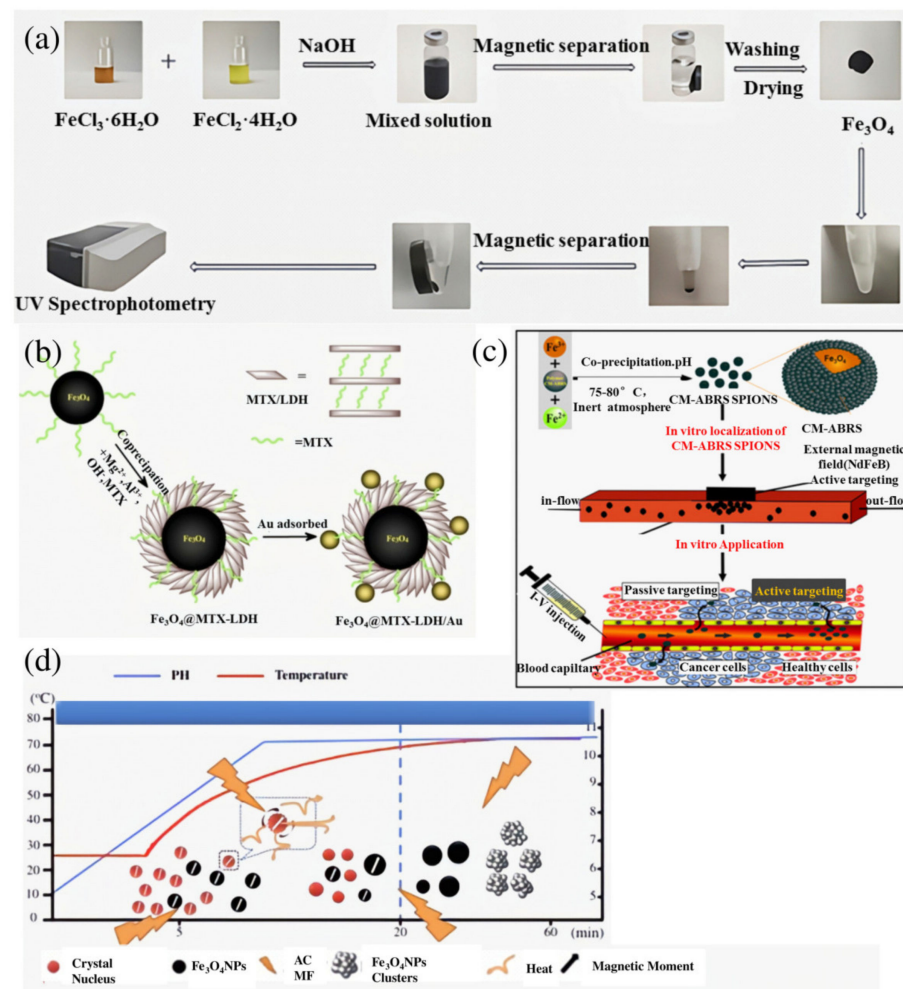 (a)
NaOH
Magnetic separation
Washing
Drying
+
FeCl₃·6H₂O
FeCl₂·4H₂O
Mixed solution
Fe₃O₄
Magnetic separation
UV Spectrophotometry
(b)
Fe₃O₄
=
MTX/LDH
=MTX
Coprecipation
+Mg²⁺,Al³⁺,
OH⁻,MTX
Fe₃O₄
Au adsorbed
Fe₃O₄
Fe₃O₄@MTX-LDH
Fe₃O₄@MTX-LDH/Au
(c)
Fe³⁺
+
CM-ABRS
+
Fe²⁺
Co-precipitation.pH
75-80° C,
Inert atmosphere
Fe₃O₄
CM-ABRS SPIONS
CM-ABRS
In vitro localization of
CM-ABRS SPIONS
External magnetic
field(NdFeB)
Active targeting
in-flow
out-flow
In vitro Application
I-V injection
Passive targeting
Active targeting
Blood capillary
Cancer cells
Healthy cells
(d)
PH
Temperature
(℃)
80
70
60
50
40
30
20
10
0
11
10
9
8
7
6
5
5
20
60
(min)
Crystal
Nucleus
Fe₃O₄NPs
AC
MF
Fe₃O₄NPs
Clusters
Heat
Magnetic Moment